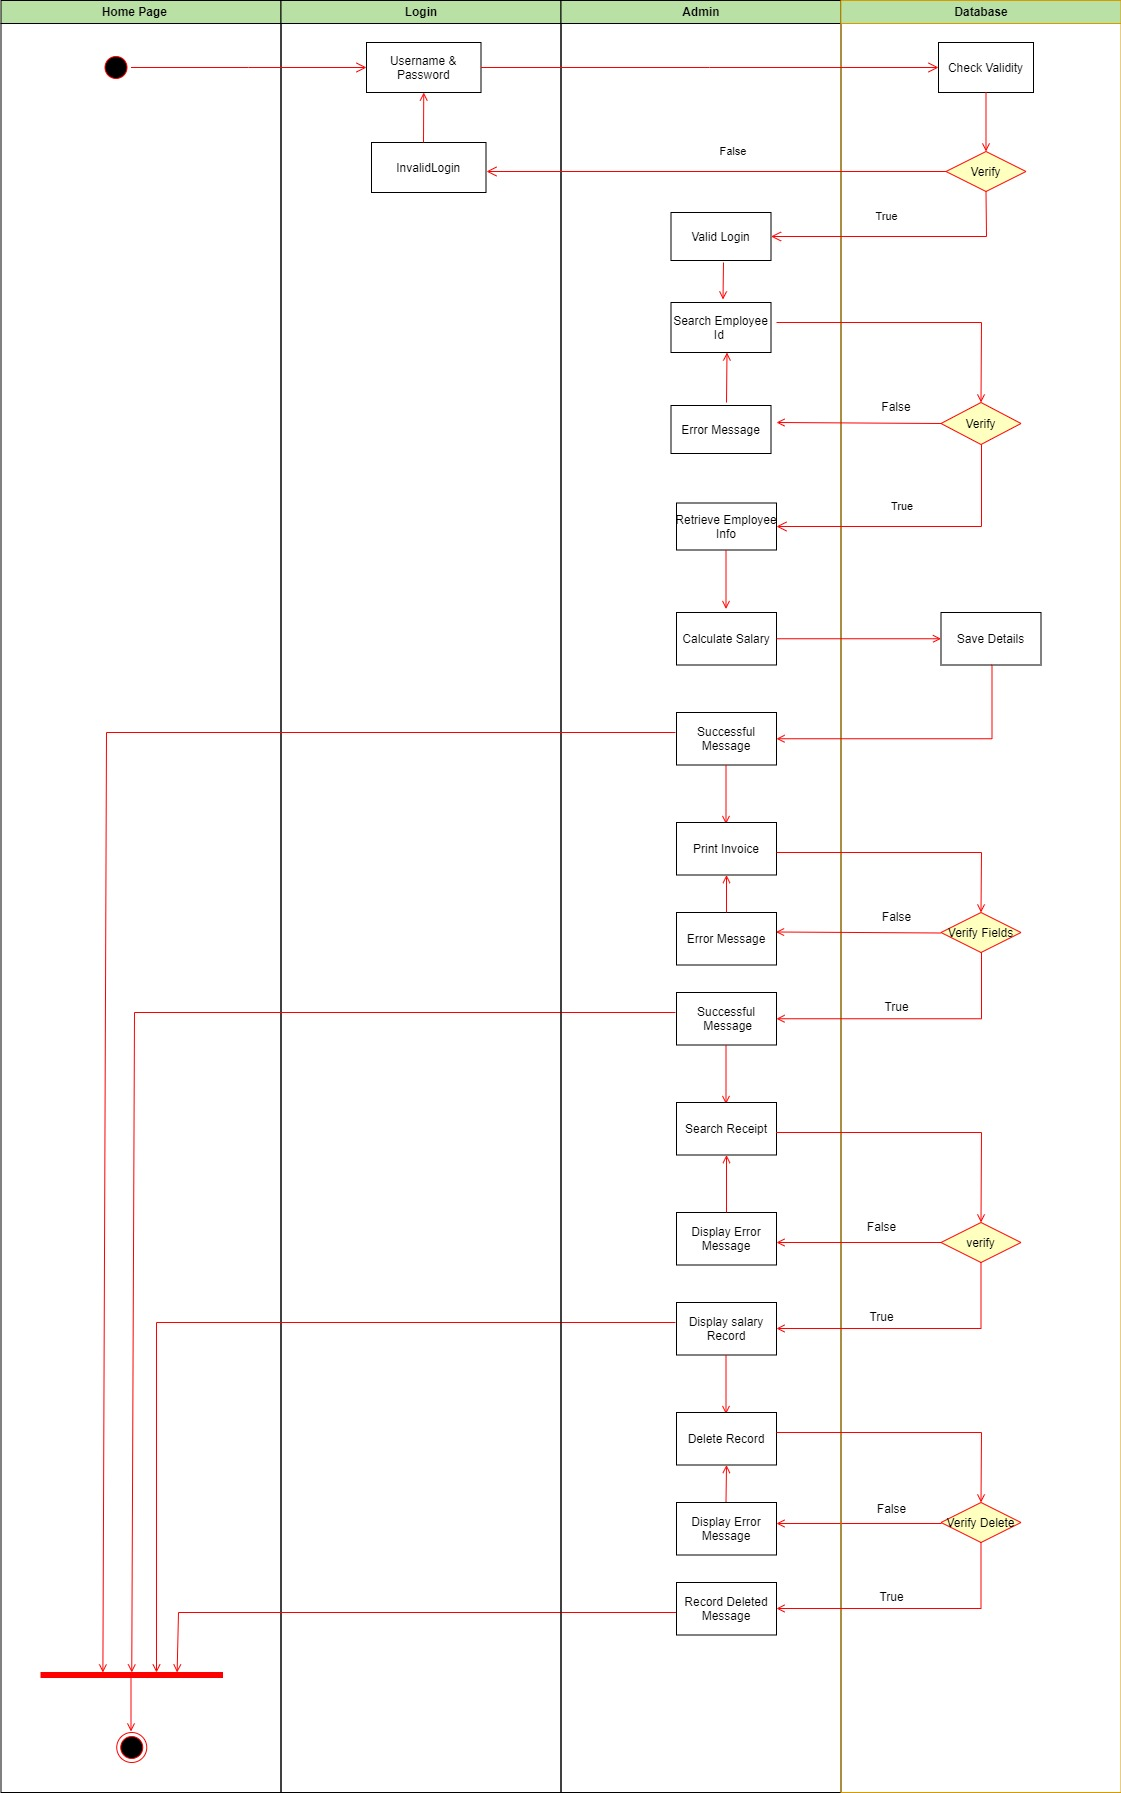 Home Page
Login
Admin
Database
Username &
Password
Check Validity
False
InvalidLogin
Verify
True
Valid Login
Search Employee
Id
False
Error Message
Verify
True
Retrieve Employee
Info
Calculate Salary
Save Details
Successful
Message
Print Invoice
False
Error Message
Verify Fields
True
Successful
Message
Search Receipt
False
Display Error
Message
verify
True
Display salary
Record
Delete Record
False
Display Error
Message
Verify Delete
True
Record Deleted
Message